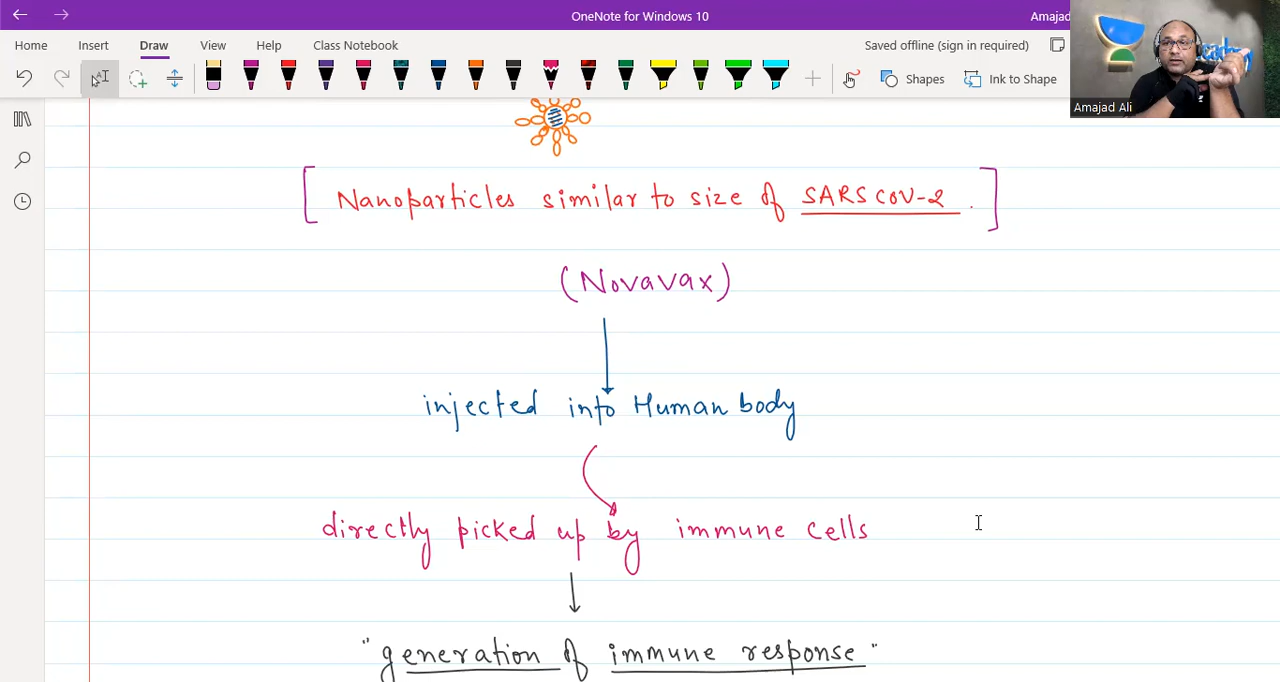 OneNote for Windows 10
Amajad
Home Insert Draw View Help Class Notebook
Saved offline (sign in required)
Shapes
Ink to Shape
Amajad Ali
[ Nanoparticles similar to size of SARS COV-2 . ]
(Novavax)
injected into Human body
directly picked up by immune cells
"generation of immune response"